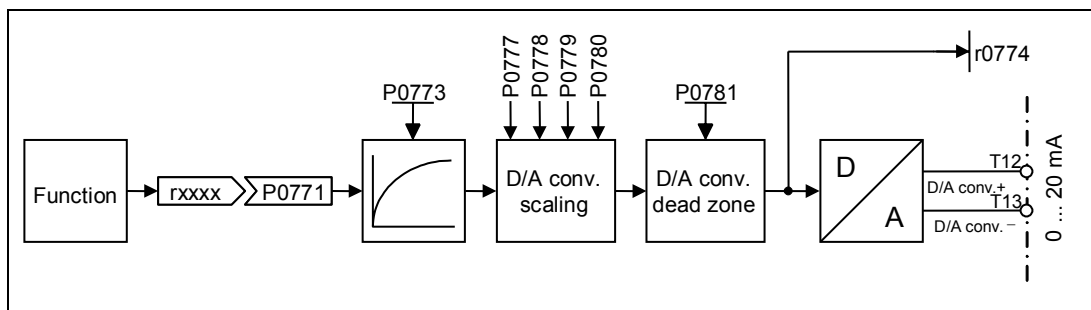 P0777
P0778
P0779
P0780
r0774
P0773
P0781
Function
rxxxx
P0771
D/A conv.
scaling
D/A conv.
dead zone
D
A
T12
D/A conv.+
T13
D/A conv. –
0 ... 20 mA